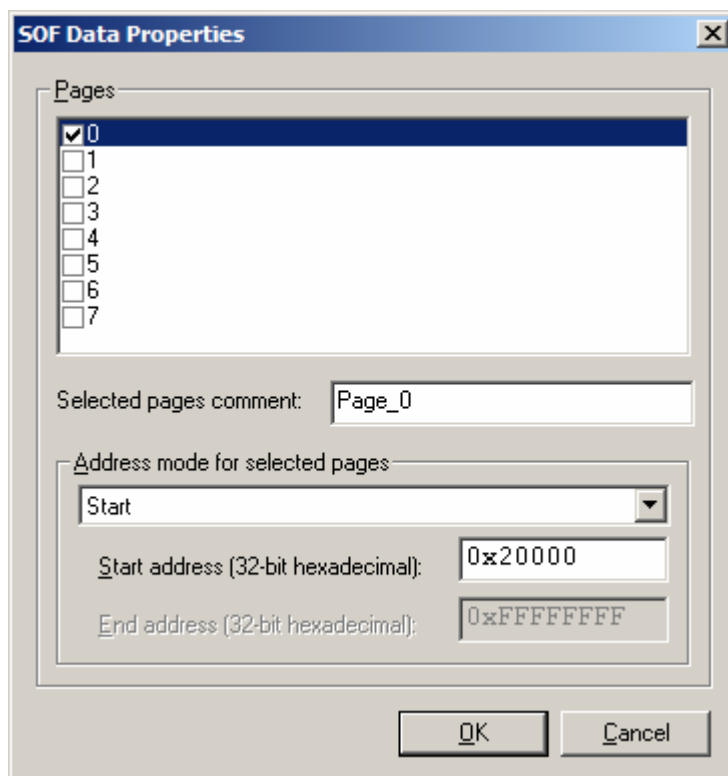 SOF Data Properties
Pages
0
1
2
3
4
5
6
7
Selected pages comment: Page_0
Address mode for selected pages
Start
Start address (32-bit hexadecimal): 0x20000
End address (32-bit hexadecimal): 0xFFFFFFFF
OK Cancel